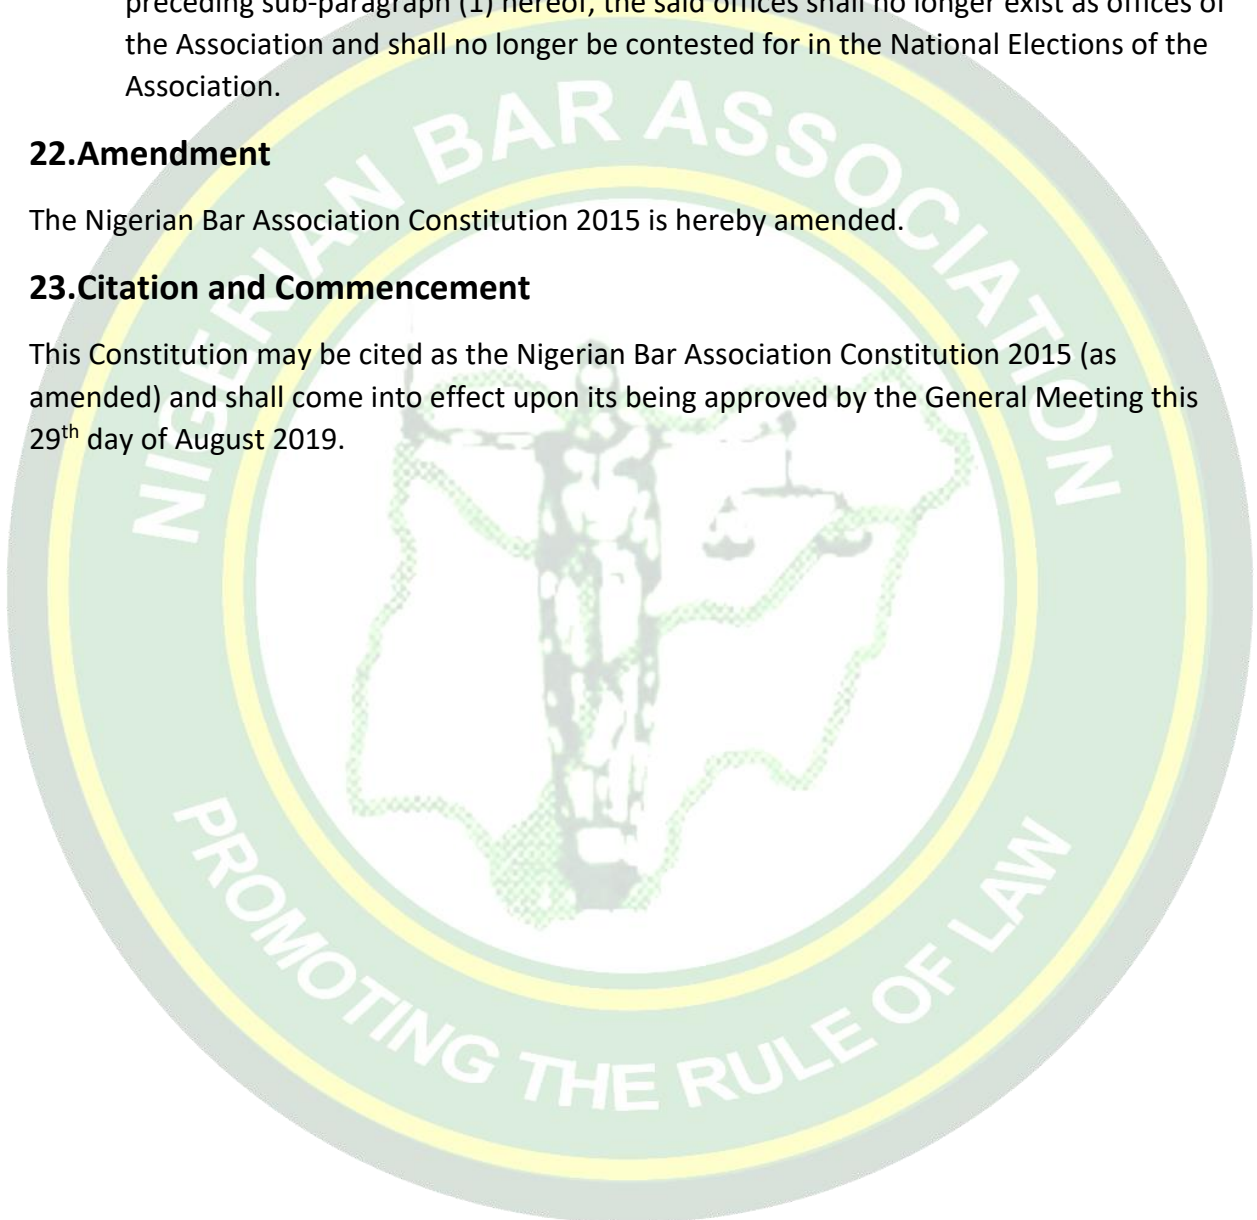 preceding sub-paragraph (1) hereof, the said offices shall no longer exist as offices of
the Association and shall no longer be contested for in the National Elections of the
Association.
22.Amendment
The Nigerian Bar Association Constitution 2015 is hereby amended.
23.Citation and Commencement
This Constitution may be cited as the Nigerian Bar Association Constitution 2015 (as
amended) and shall come into effect upon its being approved by the General Meeting this
29th day of August 2019.
NIGERIAN BAR ASSOCIATION
PROMOTING THE RULE OF LAW